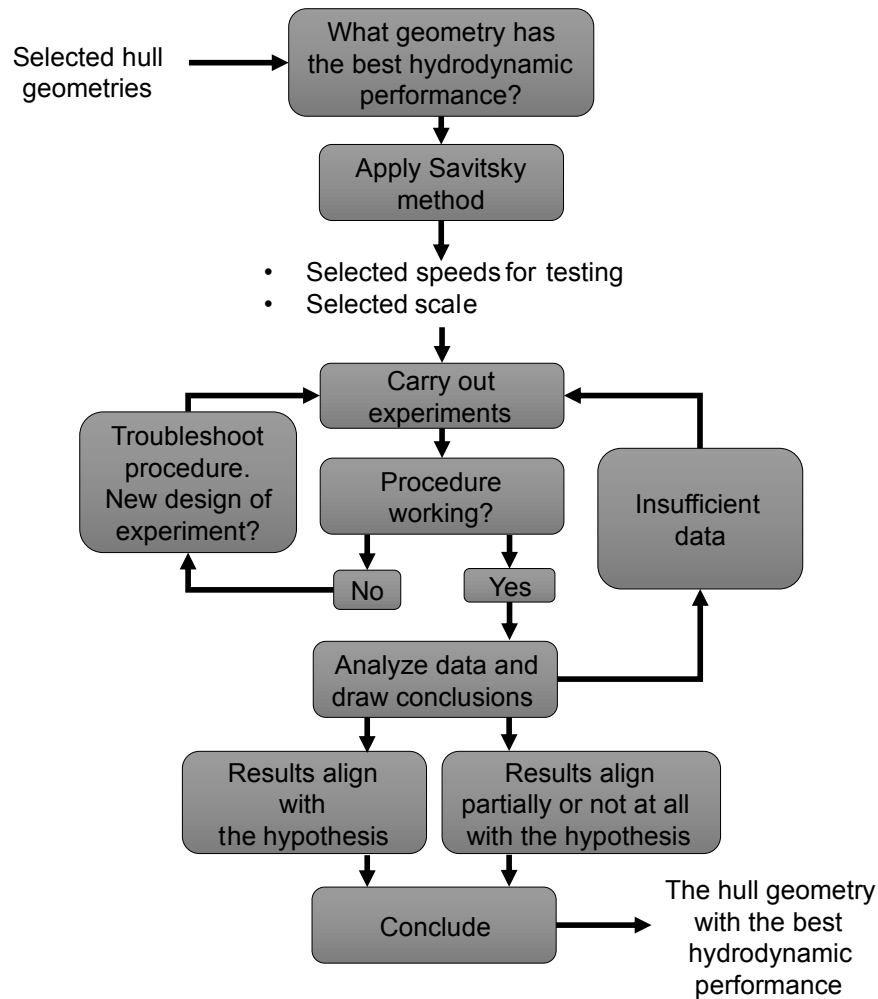 Selected hull
geometries
What geometry has
the best hydrodynamic
performance?
Apply Savitsky
method
• Selected speeds for testing
• Selected scale
Carry out
experiments
Troubleshoot
procedure.
New design of
experiment?
Procedure
working?
Insufficient
data
No
Yes
Analyze data and
draw conclusions
Results align
with
the hypothesis
Results align
partially or not at all
with the hypothesis
Conclude
The hull geometry
with the best
hydrodynamic
performance